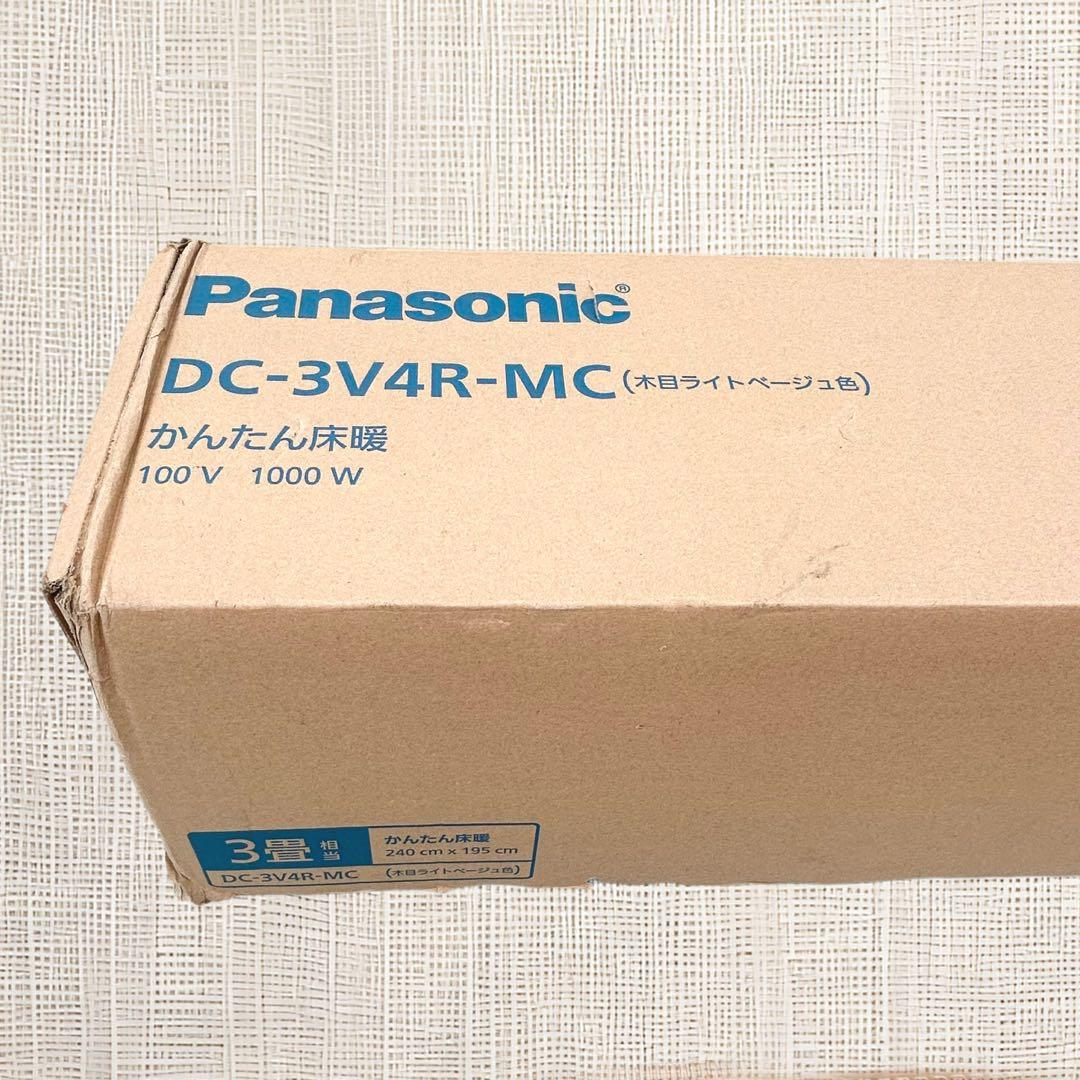 Panasonic®
DC-3V4R-MC(木目ライトベージュ色)
かんたん床暖
100 V 1000 W
3畳相当
かんたん床暖
240 cm x 195 cm
DC-3V4R-MC (木目ライトベージュ色)